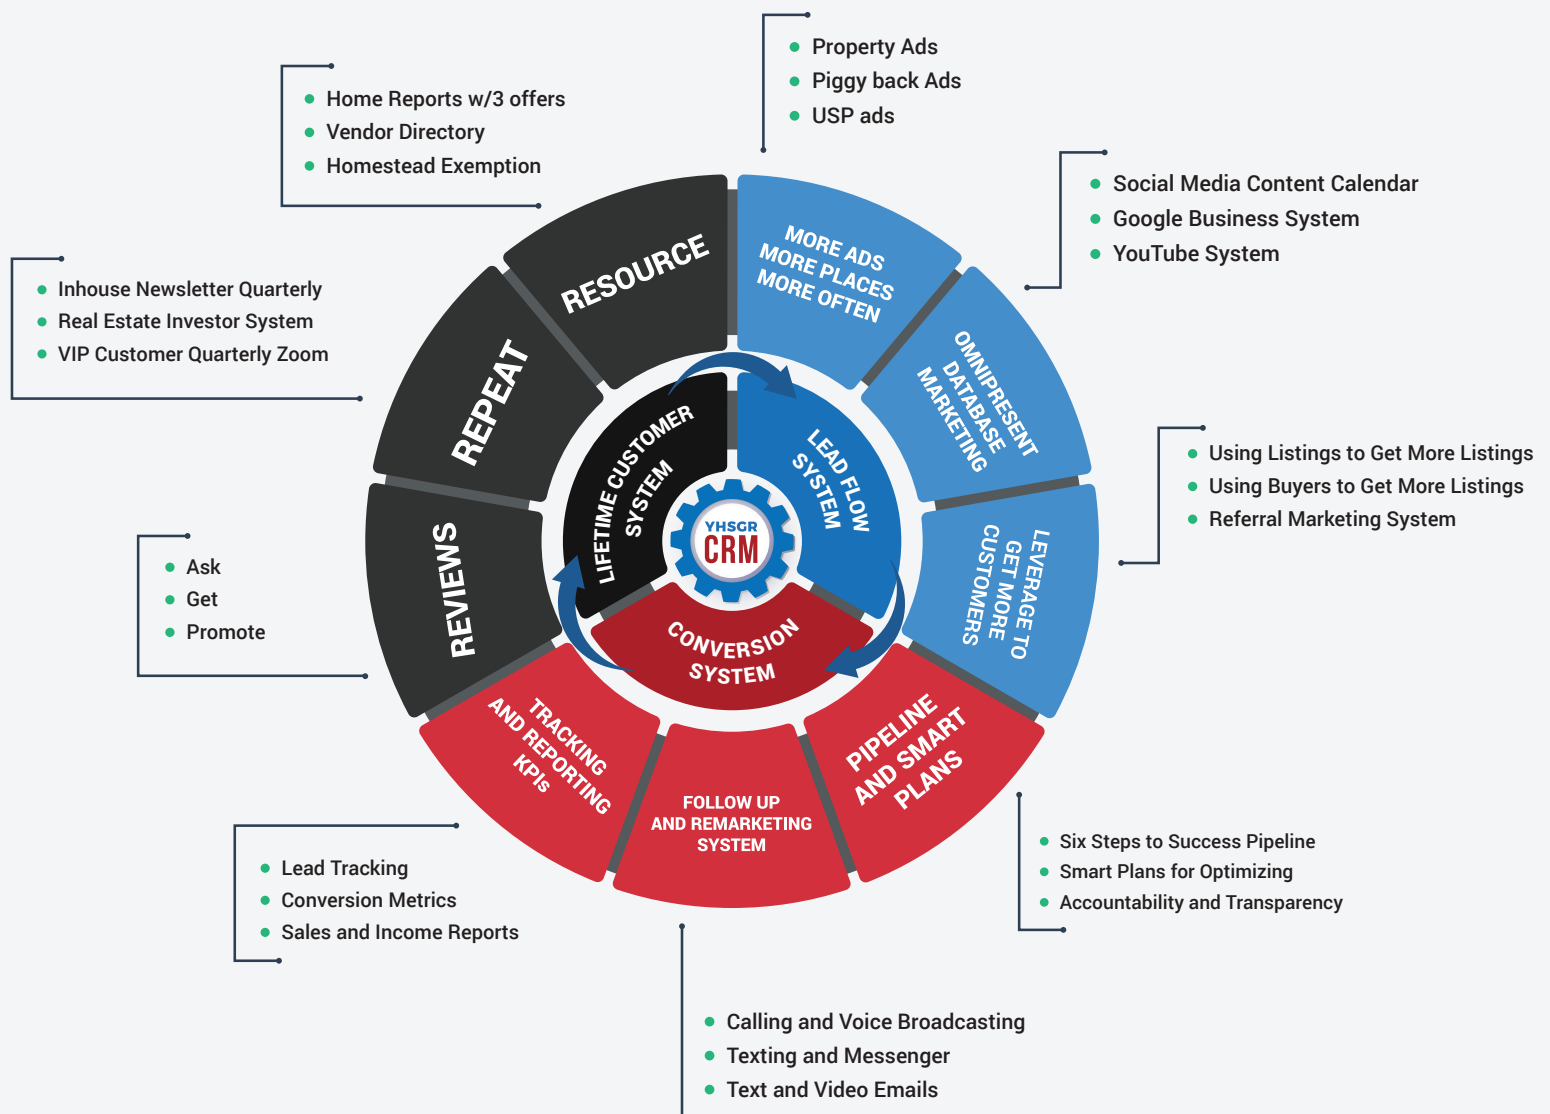 Property Ads
Piggy back Ads
USP ads
Home Reports w/3 offers
Vendor Directory
Homestead Exemption
Social Media Content Calendar
Google Business System
YouTube System
Inhouse Newsletter Quarterly
Real Estate Investor System
VIP Customer Quarterly Zoom
Using Listings to Get More Listings
Using Buyers to Get More Listings
Referral Marketing System
Ask
Get
Promote
RESOURCE
MORE ADS
MORE PLACES
MORE OFTEN
REPEAT
OMNIPRESENT
DATABASE
MARKETING
REVIEWS
LEVERAGE TO
GET MORE
CUSTOMERS
LIFETIME CUSTOMER
SYSTEM
LEAD FLOW
SYSTEM
YHSGR
CRM
CONVERSION
SYSTEM
TRACKING
AND REPORTING
KPIs
FOLLOW UP
AND REMARKETING
SYSTEM
PIPELINE
AND SMART
PLANS
Lead Tracking
Conversion Metrics
Sales and Income Reports
Six Steps to Success Pipeline
Smart Plans for Optimizing
Accountability and Transparency
Calling and Voice Broadcasting
Texting and Messenger
Text and Video Emails